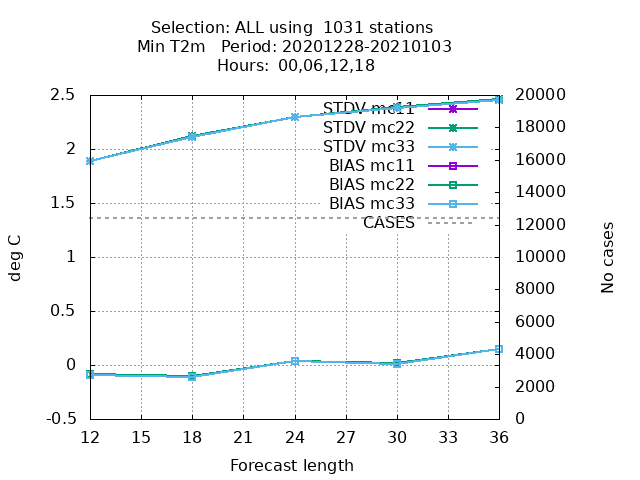 Selection: ALL using  1031 stations
Min T2m   Period: 20201228-20210103
Hours:  00,06,12,18
2.5
2
1.5
1
0.5
0
-0.5
deg C
STDV mc11
STDV mc22
STDV mc33
BIAS mc11
BIAS mc22
BIAS mc33
CASES
20000
18000
16000
14000
12000
10000
8000
6000
4000
2000
0
No cases
12 15 18 21 24 27 30 33 36
Forecast length